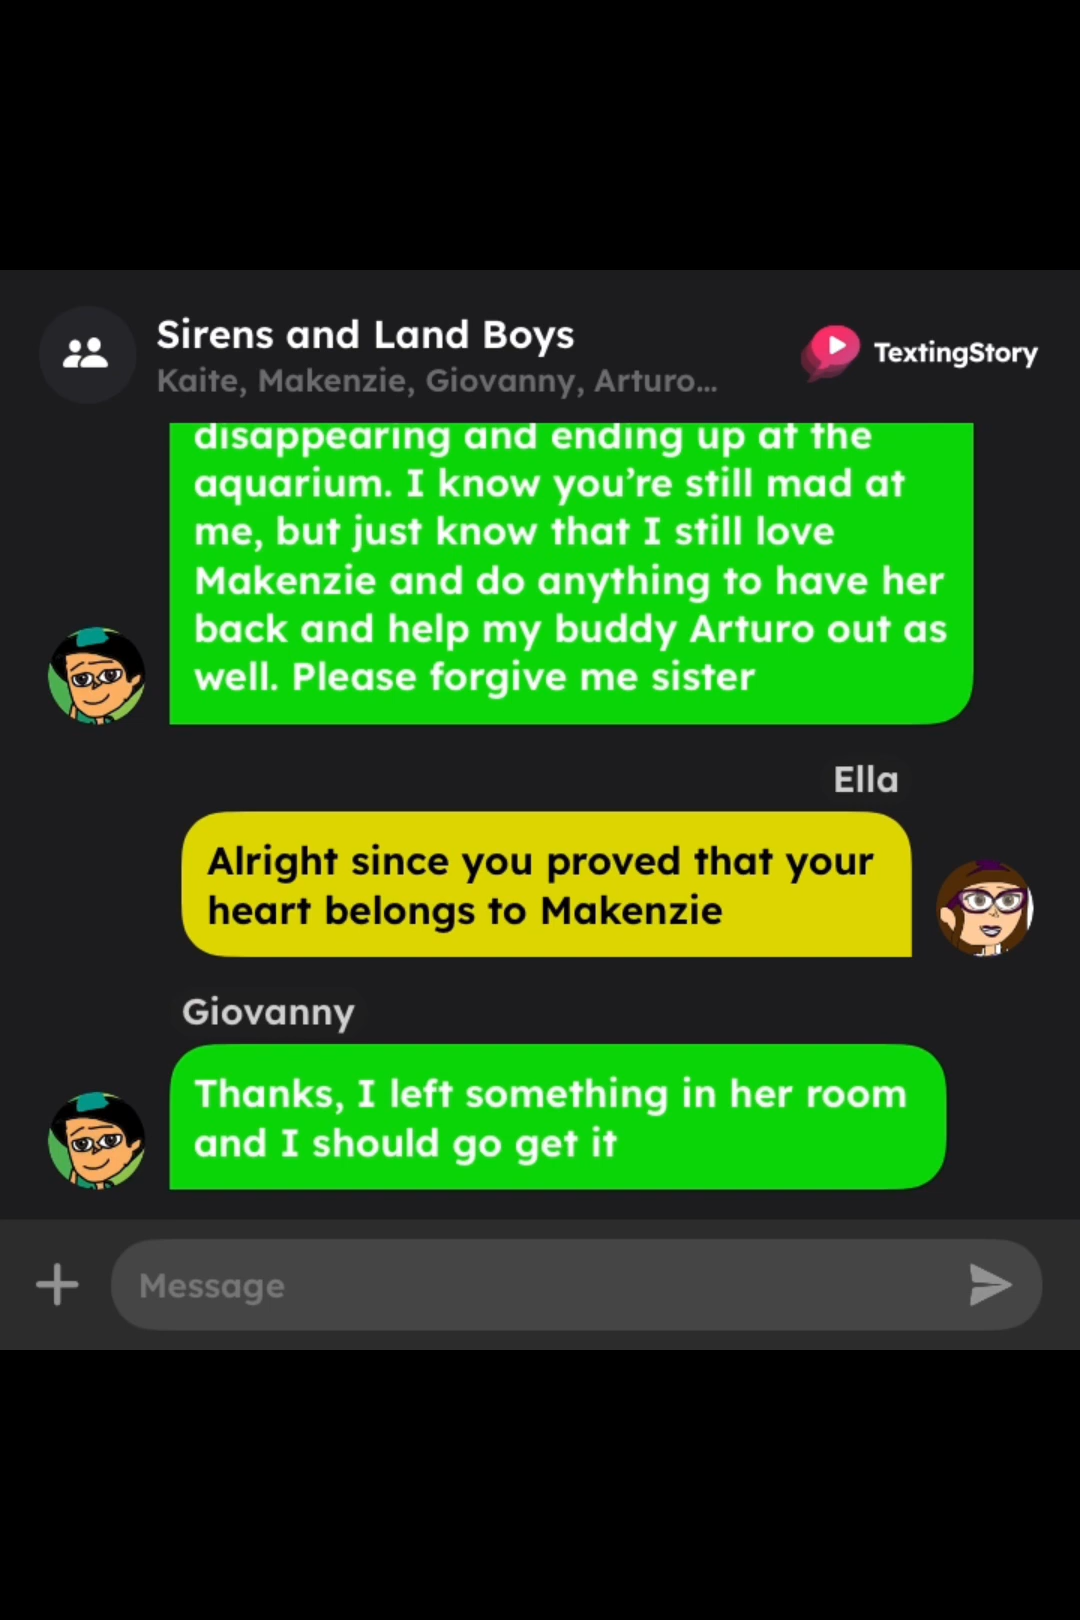 Sirens and Land Boys
Kaite, Makenzie, Giovanny, Arturo...
TextingStory
disappearing and ending up at the
aquarium. I know you’re still mad at
me, but just know that I still love
Makenzie and do anything to have her
back and help my buddy Arturo out as
well. Please forgive me sister
Ella
Alright since you proved that your
heart belongs to Makenzie
Giovanny
Thanks, I left something in her room
and I should go get it
Message